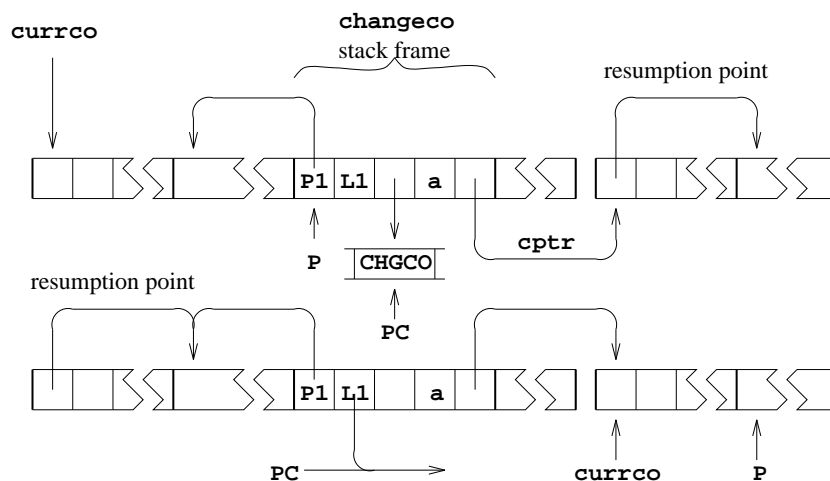 changeco
currco
stack frame
resumption point
P1 L1 a
cptr
P CHGCO
resumption point
PC
P1 L1 a
PC currco P